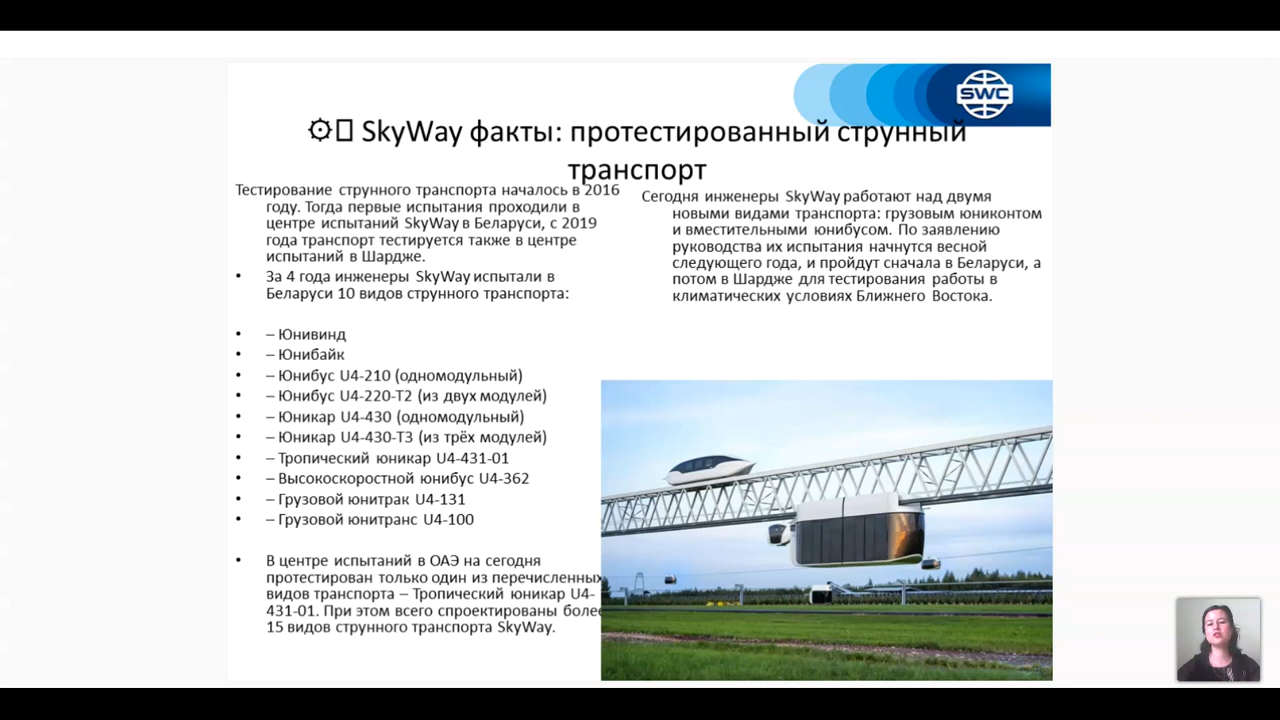 SWC
⚙️ SkyWay факты: протестированный струнный
транспорт
Тестирование струнного транспорта началось в 2016
году. Тогда первые испытания проходили в
центре испытаний SkyWay в Беларуси, с 2019
года транспорт тестируется также в центре
испытаний в Шардже.
• За 4 года инженеры SkyWay испытали в
Беларуси 10 видов струнного транспорта:
• – Юнивинд
• – Юнибайк
• – Юнибус U4-210 (одномодульный)
• – Юнибус U4-220-Т2 (из двух модулей)
• – Юникар U4-430 (одномодульный)
• – Юникар U4-430-Т3 (из трёх модулей)
• – Тропический юникар U4-431-01
• – Высокоскоростной юнибус U4-362
• – Грузовой юнитрак U4-131
• – Грузовой юнитранс U4-100
• В центре испытаний в ОАЭ на сегодня
протестирован только один из перечисленных
видов транспорта – Тропический юникар U4-
431-01. При этом всего спроектированы более
15 видов струнного транспорта SkyWay.
Сегодня инженеры SkyWay работают над двумя
новыми видами транспорта: грузовым юниконтом
и вместительными юнибусом. По заявлению
руководства их испытания начнутся весной
следующего года, и пройдут сначала в Беларуси, а
потом в Шардже для тестирования работы в
климатических условиях Ближнего Востока.